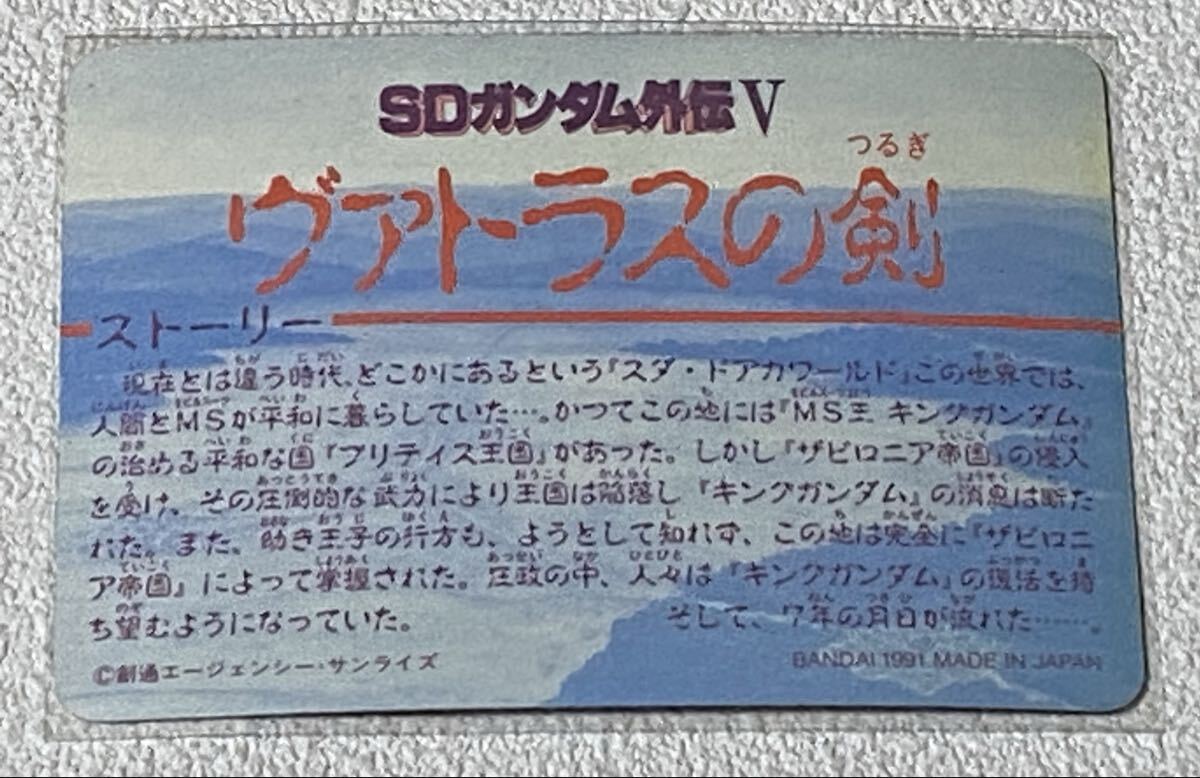 SDガンダム外伝Ⅴ
つるぎ
ヴァトラスの剣
ストーリー
現在とは違う時代、どこかにあるという『スダ・ドアカワールド』この世界では、
人間とMSが平和に暮らしていた…。かつてこの地には『MS王 キングガンダム』
の治める平和な国『ブリティス王国』があった。しかし『ザビロニア帝国』の侵入
を受け、その圧倒的な武力により王国は陥落し『キングガンダム』の消息は断た
れた。また。幼き王子の行方も、ようとして知れず、この地は完全に『ザビロニ
ア帝国』によって掌握された。圧政の中、人々は『キングガンダム』の復活を待
ち望むようになっていた。 そして、7年の月日が流れた……。
©創通エージェンシー・サンライズ
BANDAI 1991 MADE IN JAPAN